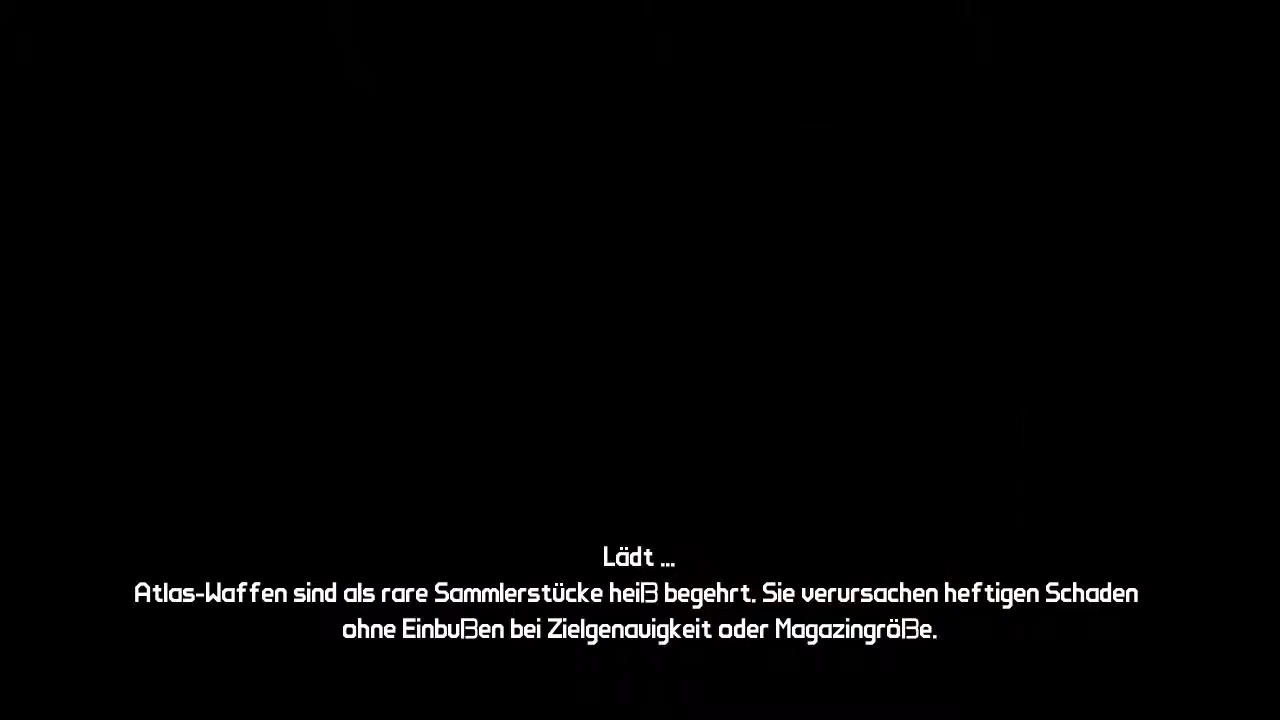 Lädt ...
Atlas-Waffen sind als rare Sammlerstücke heiß begehrt. Sie verursachen heftigen Schaden
ohne Einbußen bei Zielgenauigkeit oder Magazingröße.